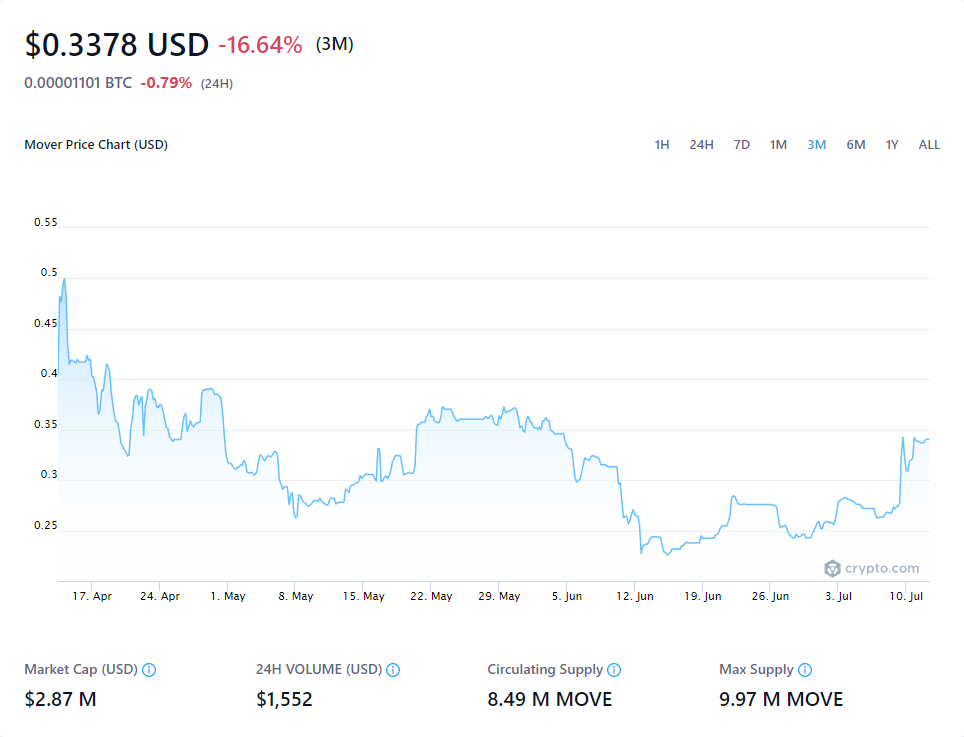 $0.3378 USD -16.64% (3M)
0.00001101 BTC -0.79% (24H)
Mover Price Chart (USD) 1H 24H 7D 1M 3M 6M 1Y ALL
0.55
0.5
0.45
0.4
0.35
0.3
0.25
crypto.com
17. Apr 24. Apr 1. May 8. May 15. May 22. May 29. May 5. Jun 12. Jun 19. Jun 26. Jun 3. Jul 10. Jul
Market Cap (USD) 24H VOLUME (USD) Circulating Supply Max Supply
$2.87 M $1,552 8.49 M MOVE 9.97 M MOVE